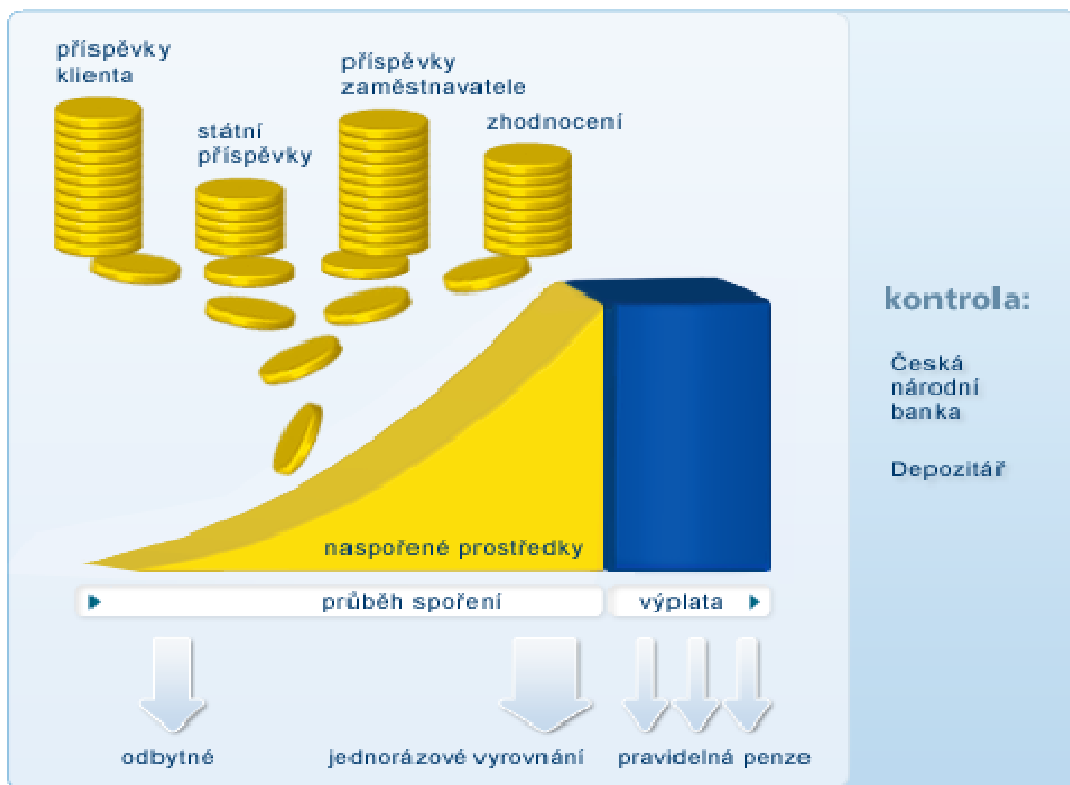 příspěvky
klienta
státní
příspěvky
příspěvky
zaměstnavatele
zhodnocení
kontrola:
Česká
národní
banka
Depozitář
naspořené prostředky
průběh spoření
výplata
odbytné
jednorázové vyrovnání
pravidelná penze